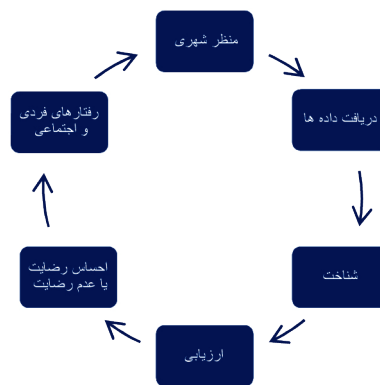 منظر شهری
دریافت داده ها
شناخت
ارزیابی
احساس رضایت
یا عدم رضایت
رفتارهای فردی
و اجتماعی